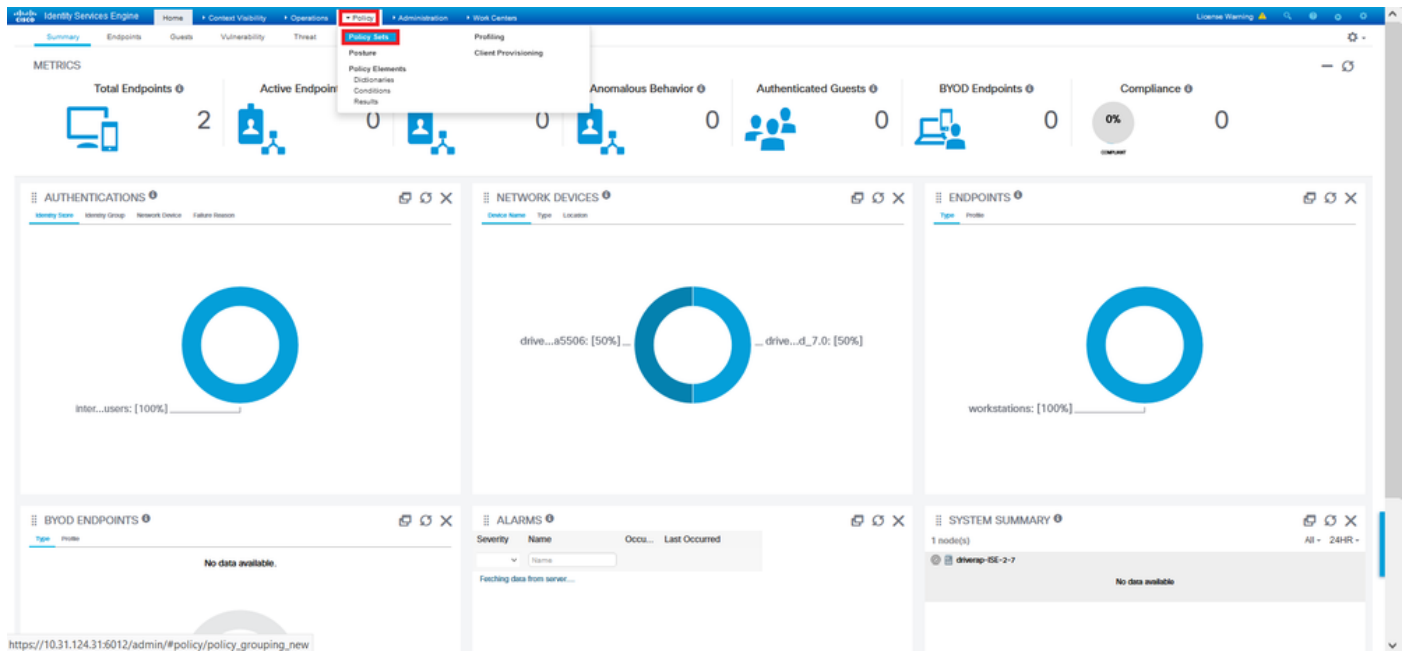 cisco Identity Services Engine Home Context Visibility Operations Policy Administration Work Centers License Warning
Summary Endpoints Guests Vulnerability Threat
Policy Sets Profiling
Posture Client Provisioning
Policy Elements
Dictionaries
Conditions
Results
METRICS
Total Endpoints Active Endpoin Anomalous Behavior Authenticated Guests BYOD Endpoints Compliance
2 0 0 0 0 0 0% 0
COMPLIANT
AUTHENTICATIONS
Identity Store Identity Group Network Device Failure Reason
inter...users: [100%]
NETWORK DEVICES
Device Name Type Location
drive...a5506: [50%] drive...d_7.0: [50%]
ENDPOINTS
Type Profile
workstations: [100%]
BYOD ENDPOINTS
Type Profile
No data available.
ALARMS
Severity Name Occu... Last Occurred
Name
Fetching data from server....
SYSTEM SUMMARY
1 node(s) All 24HR
driverap-ISE-2-7
No data available
https://10.31.124.31:6012/admin/#policy/policy_grouping_new